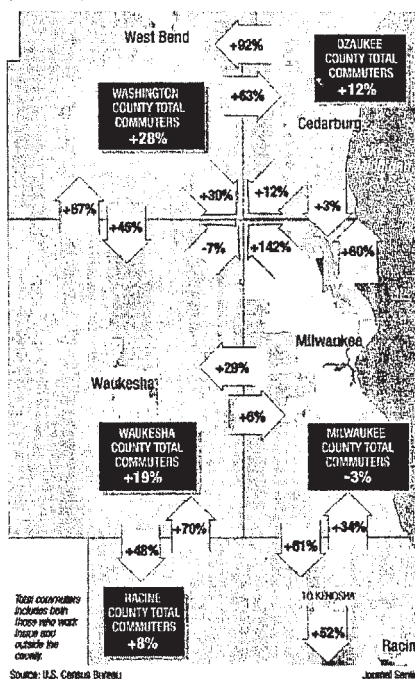 West Bend
+92%
OZAUKEE
COUNTY TOTAL
COMMUTERS
+12%
WASHINGTON
COUNTY TOTAL
COMMUTERS
+28%
+63%
Cedarburg
+87%
+45%
+30%
+12%
+3%
-7%
+142%
+60%
Milwaukee
+29%
Waukesha
+6%
WAUKESHA
COUNTY TOTAL
COMMUTERS
+19%
MILWAUKEE
COUNTY TOTAL
COMMUTERS
-3%
+48%
+70%
+61%
+34%
Total commuters
includes both
those who work
inside and
outside the
county.
RACINE
COUNTY TOTAL
COMMUTERS
+8%
TO KENOSHA
+52%
Racin
Source: U.S. Census Bureau
Journal Senti